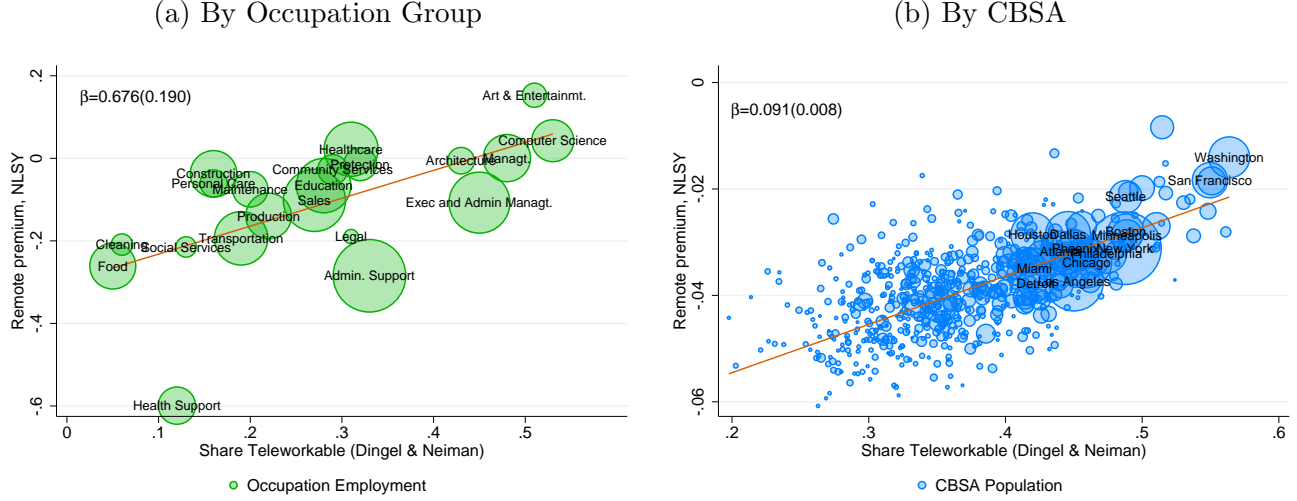 (a) By Occupation Group
.2
0
-.2
-.4
-.6
Remote premium, NLSY
β=0.676(0.190)
Art & Entertainmt.
Computer Science
Healthcare
Protection
Architecture
Managt.
Construction
Community Services
Personal Care
Maintenance
Education
Sales
Exec and Admin Managt.
Production
Transportation
Legal
Cleaning
Social Services
Food
Admin. Support
Health Support
0
.1
.2
.3
.4
.5
Share Teleworkable (Dingel & Neiman)
Occupation Employment
(b) By CBSA
0
-.02
-.04
-.06
Remote premium, NLSY
β=0.091(0.008)
Washington
San Francisco
Seattle
Houston
Dallas
Boston
Minneapolis
New York
Philadelphia
Chicago
Miami
Detroit
Los Angeles
.2
.3
.4
.5
.6
Share Teleworkable (Dingel & Neiman)
CBSA Population